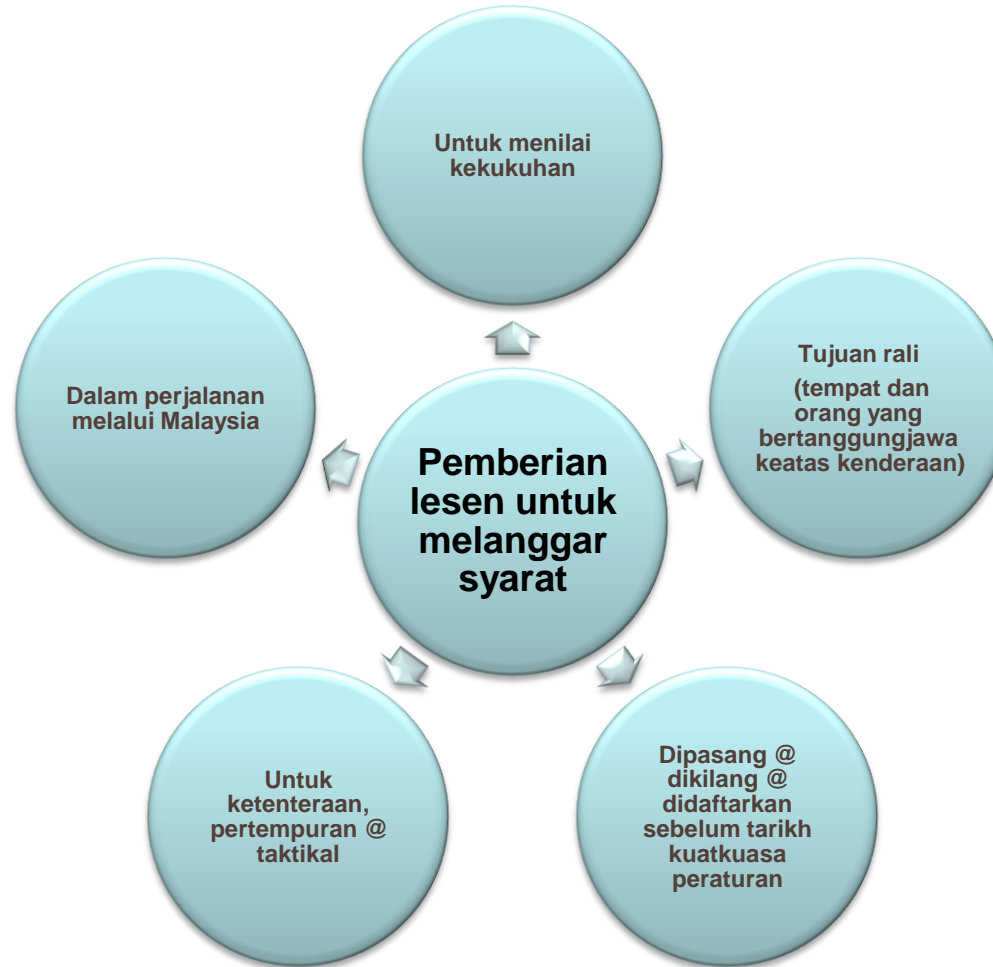 Untuk menilai
kekukuhan
Tujuan rali
(tempat dan
orang yang
bertanggungjawa
keatas kenderaan)
Dalam perjalanan
melalui Malaysia
Pemberian
lesen untuk
melanggar
syarat
Untuk
ketenteraan,
pertempuran @
taktikal
Dipasang @
dikilang @
didaftarkan
sebelum tarikh
kuatkuasa
peraturan